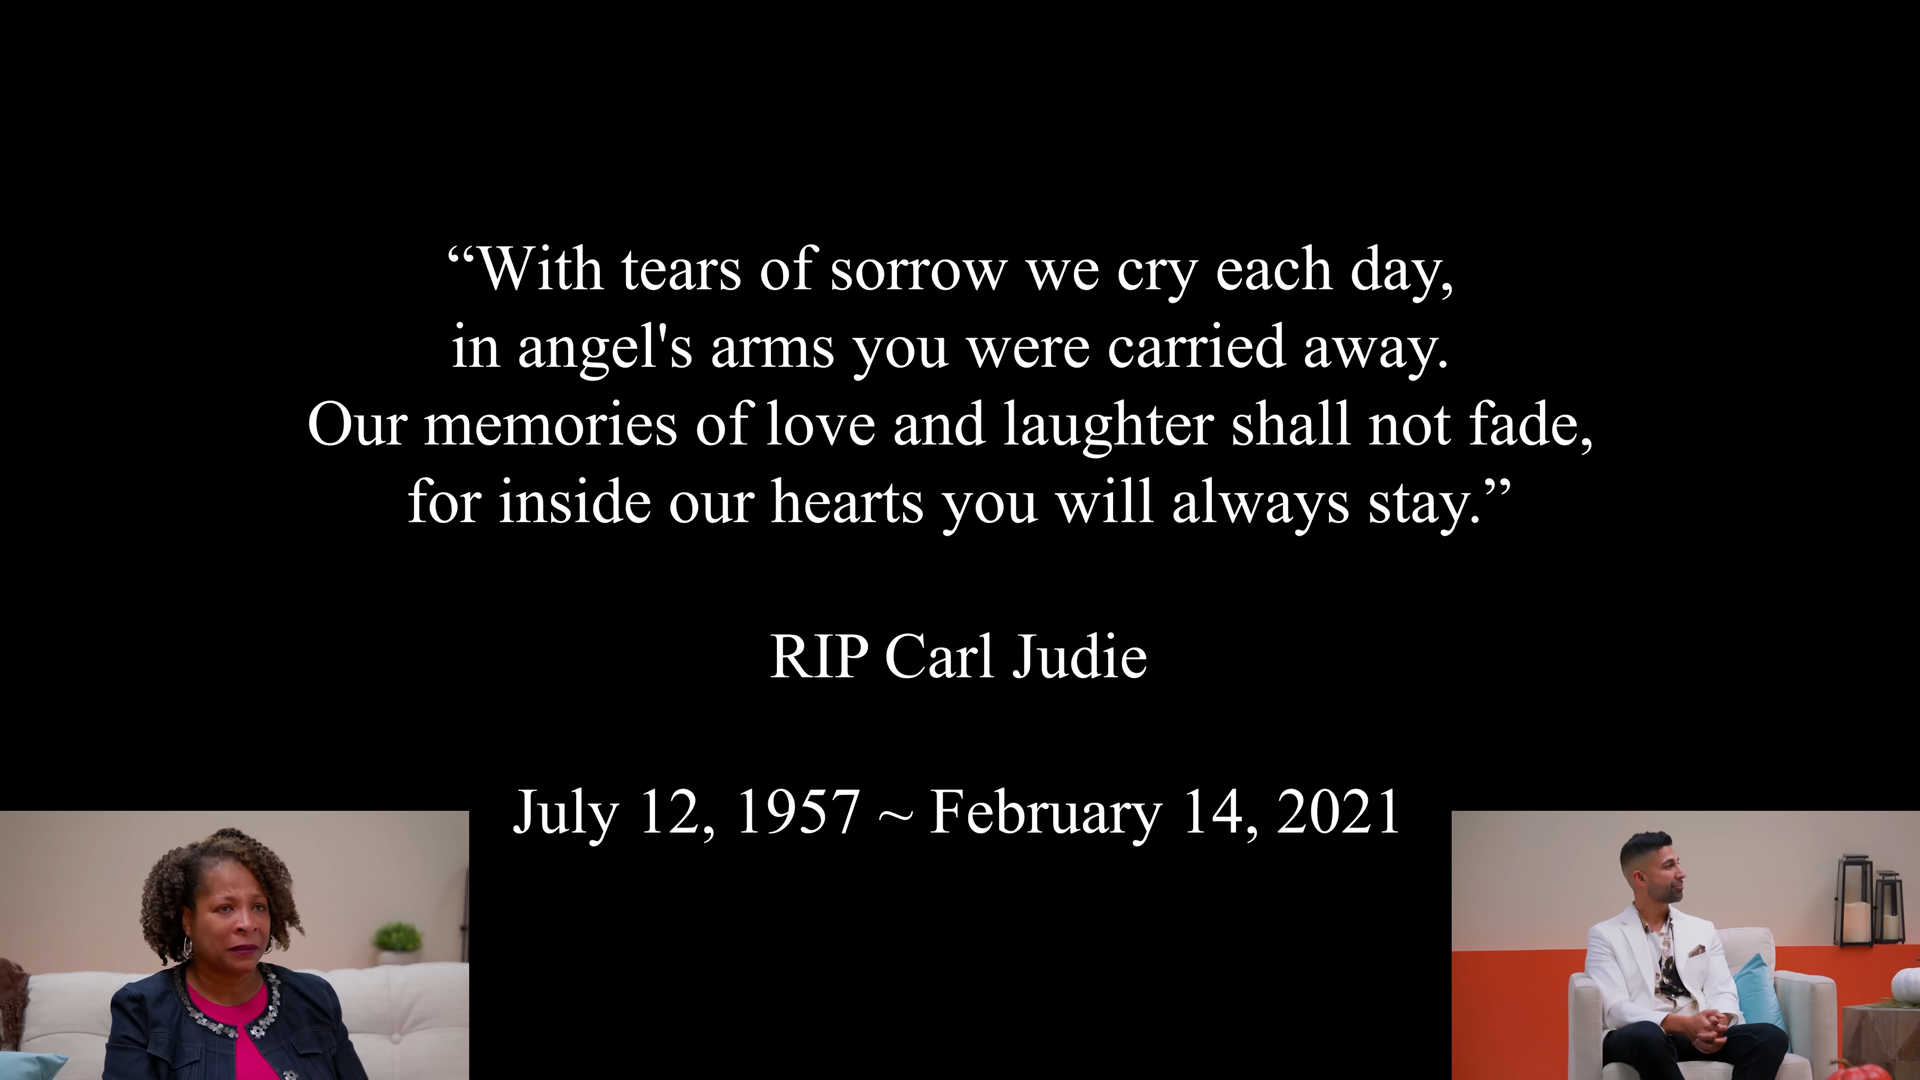 “With tears of sorrow we cry each day,
in angel's arms you were carried away.
Our memories of love and laughter shall not fade,
for inside our hearts you will always stay.”
RIP Carl Judie
July 12, 1957 ~ February 14, 2021